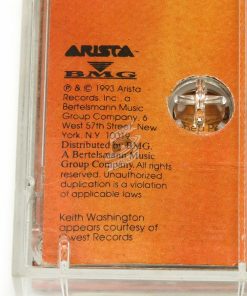 ARISTA
BMG
℗ & © 1993 Arista
Records, Inc., a
Bertelsmann Music
Group Company, 6
West 57th Street, New
York, N.Y. 10019.
Distributed by BMG.
A Bertelsmann Music
Group Company. All rights
reserved. Unauthorized
duplication is a violation
of applicable laws.
Keith Washington
appears courtesy of
west Records